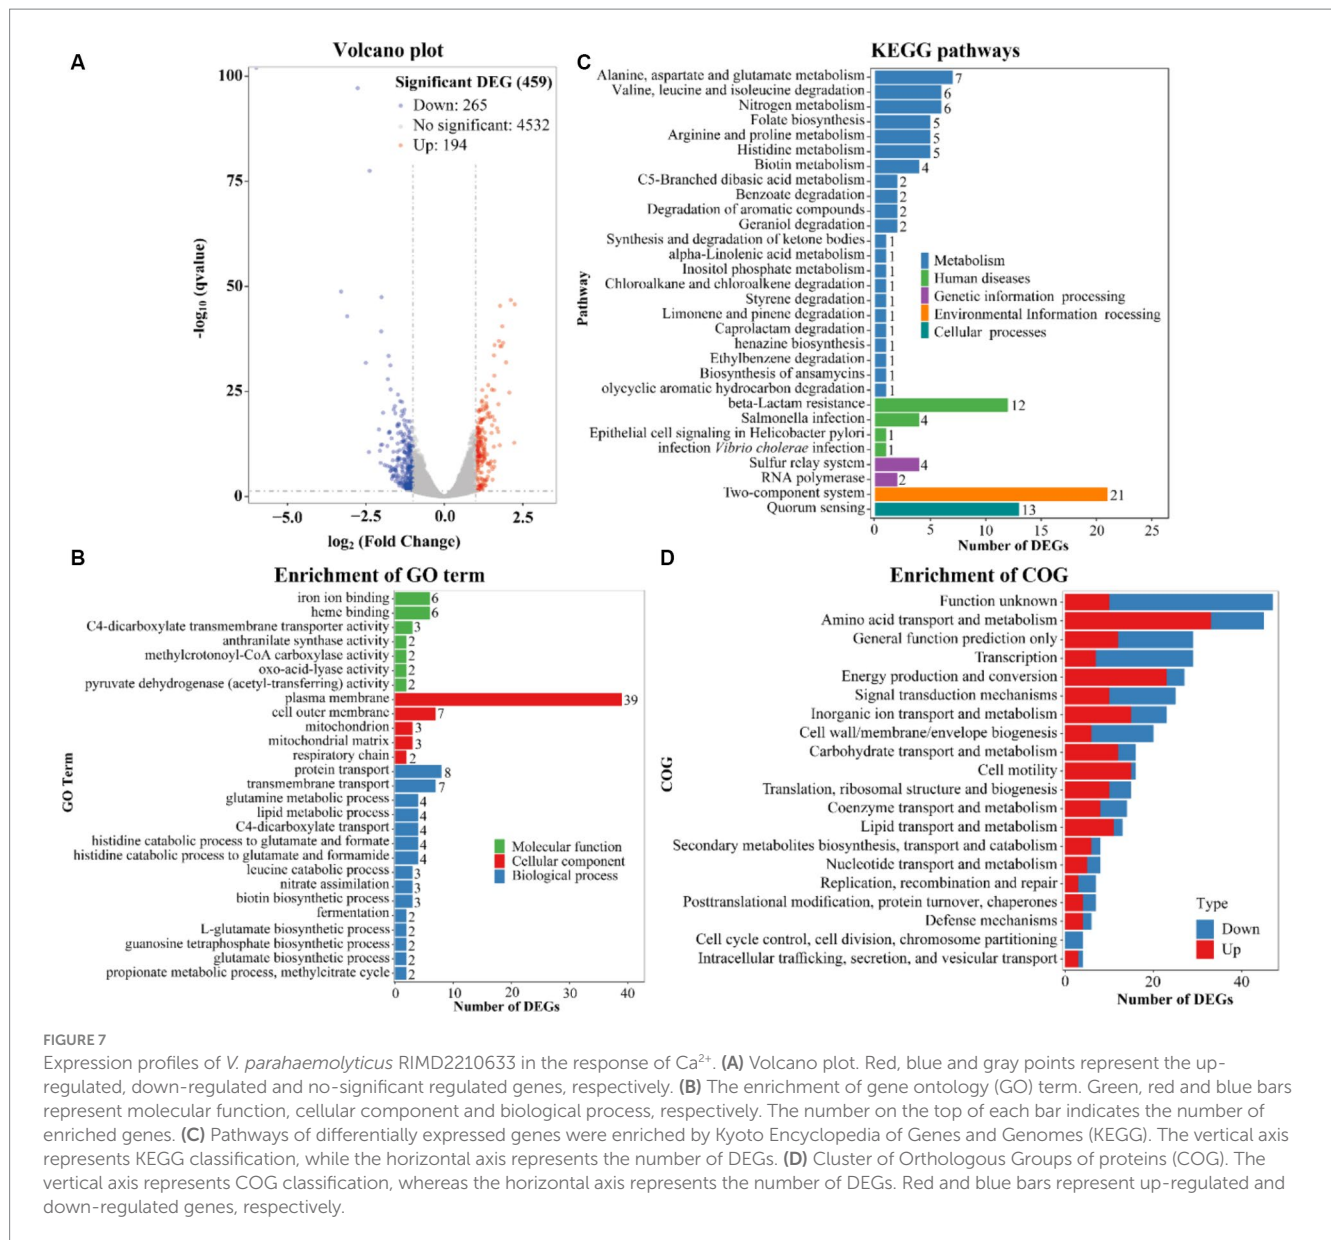 A
Volcano plot
Significant DEG (459)
Down: 265
No significant: 4532
Up: 194
100
75
50
25
0
-log10 (qvalue)
−5.0
−2.5
0.0
2.5
log2 (Fold Change)
C
KEGG pathways
Alanine, aspartate and glutamate metabolism 7
Valine, leucine and isoleucine degradation 6
Nitrogen metabolism 6
Folate biosynthesis 5
Arginine and proline metabolism 5
Histidine metabolism 5
Biotin metabolism 4
C5-Branched dibasic acid metabolism 2
Benzoate degradation 2
Degradation of aromatic compounds 2
Geraniol degradation 2
Synthesis and degradation of ketone bodies 1
alpha-Linolenic acid metabolism 1
Inositol phosphate metabolism 1
Chloroalkane and chloroalkene degradation 1
Styrene degradation 1
Limonene and pinene degradation 1
Caprolactam degradation 1
henazine biosynthesis 1
Ethylbenzene degradation 1
Biosynthesis of ansamycins 1
olycyclic aromatic hydrocarbon degradation 1
beta-Lactam resistance 12
Salmonella infection 4
Epithelial cell signaling in Helicobacter pylori 1
infection Vibrio cholerae infection 1
Sulfur relay system 4
RNA polymerase 2
Two-component system 21
Quorum sensing 13
Pathway
Metabolism
Human diseases
Genetic information processing
Environmental Information rocessing
Cellular processes
0 5 10 15 20 25
Number of DEGs
B
Enrichment of GO term
iron ion binding 6
heme binding 6
C4-dicarboxylate transmembrane transporter activity 3
anthranilate synthase activity 2
methylcrotonoyl-CoA carboxylase activity 2
oxo-acid-lyase activity 2
pyruvate dehydrogenase (acetyl-transferring) activity 2
plasma membrane 39
cell outer membrane 7
mitochondrion 3
mitochondrial matrix 3
respiratory chain 2
protein transport 8
transmembrane transport 7
glutamine metabolic process 4
lipid metabolic process 4
C4-dicarboxylate transport 4
histidine catabolic process to glutamate and formate 4
histidine catabolic process to glutamate and formamide 4
leucine catabolic process 3
nitrate assimilation 3
biotin biosynthetic process 3
fermentation 2
L-glutamate biosynthetic process 2
guanosine tetraphosphate biosynthetic process 2
glutamate biosynthetic process 2
propionate metabolic process, methylcitrate cycle 2
GO Term
Molecular function
Cellular component
Biological process
0 10 20 30 40
Number of DEGs
D
Enrichment of COG
Function unknown
Amino acid transport and metabolism
General function prediction only
Transcription
Energy production and conversion
Signal transduction mechanisms
Inorganic ion transport and metabolism
Cell wall/membrane/envelope biogenesis
Carbohydrate transport and metabolism
Cell motility
Translation, ribosomal structure and biogenesis
Coenzyme transport and metabolism
Lipid transport and metabolism
Secondary metabolites biosynthesis, transport and catabolism
Nucleotide transport and metabolism
Replication, recombination and repair
Posttranslational modification, protein turnover, chaperones
Defense mechanisms
Cell cycle control, cell division, chromosome partitioning
Intracellular trafficking, secretion, and vesicular transport
COG
Type
Down
Up
0 20 40
Number of DEGs
FIGURE 7
Expression profiles of V. parahaemolyticus RIMD2210633 in the response of Ca2+. (A) Volcano plot. Red, blue and gray points represent the up-
regulated, down-regulated and no-significant regulated genes, respectively. (B) The enrichment of gene ontology (GO) term. Green, red and blue bars
represent molecular function, cellular component and biological process, respectively. The number on the top of each bar indicates the number of
enriched genes. (C) Pathways of differentially expressed genes were enriched by Kyoto Encyclopedia of Genes and Genomes (KEGG). The vertical axis
represents KEGG classification, while the horizontal axis represents the number of DEGs. (D) Cluster of Orthologous Groups of proteins (COG). The
vertical axis represents COG classification, whereas the horizontal axis represents the number of DEGs. Red and blue bars represent up-regulated and
down-regulated genes, respectively.